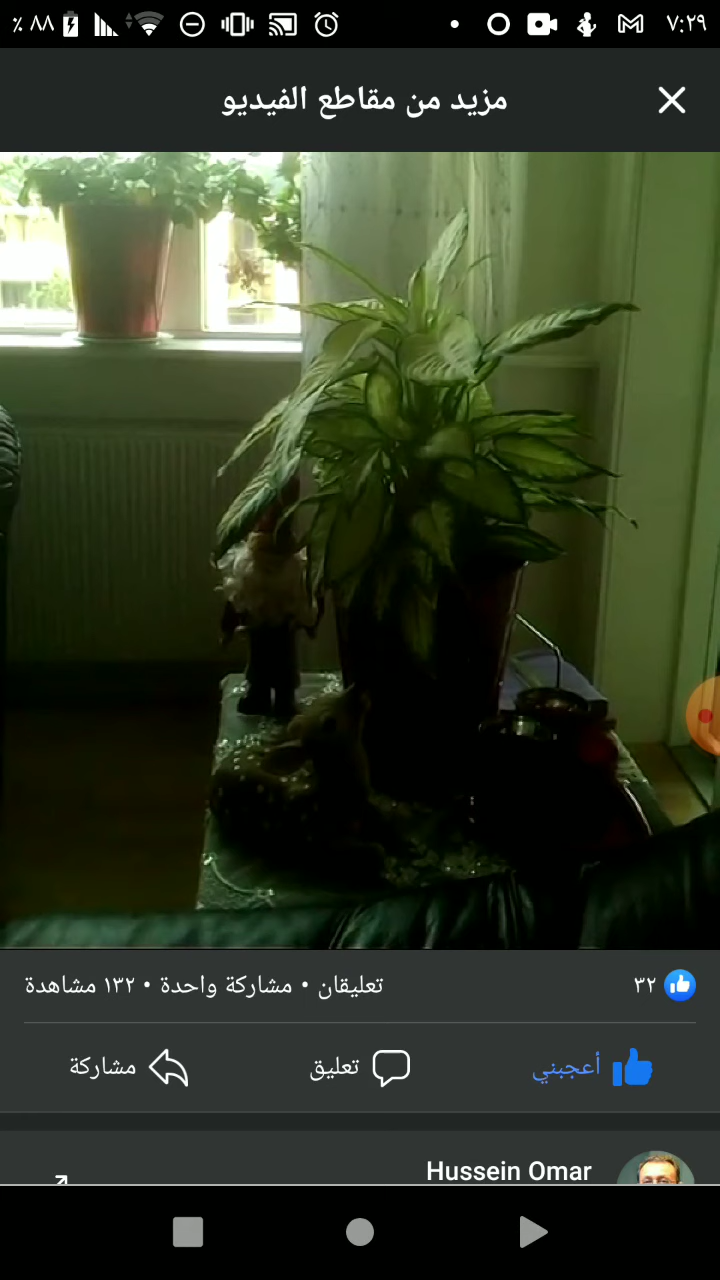 ٧:٢٩
٨٨ ٪
مزيد من مقاطع الفيديو
٣٢
تعليقان • مشاركة واحدة • ١٣٢ مشاهدة
أعجبني
تعليق
مشاركة
Hussein Omar